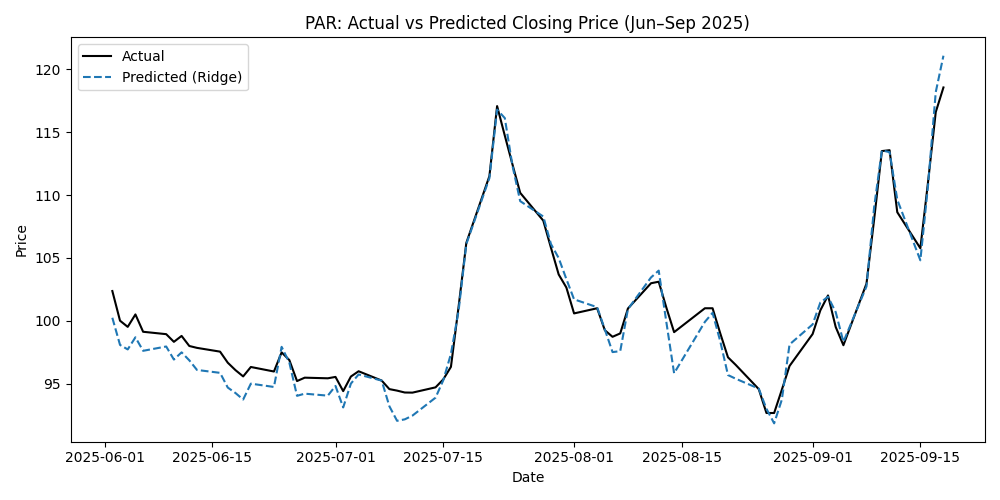 PAR: Actual vs Predicted Closing Price (Jun–Sep 2025)
Actual
Predicted (Ridge)
Price
120
115
110
105
100
95
2025-06-01 2025-06-15 2025-07-01 2025-07-15 2025-08-01 2025-08-15 2025-09-01 2025-09-15
Date